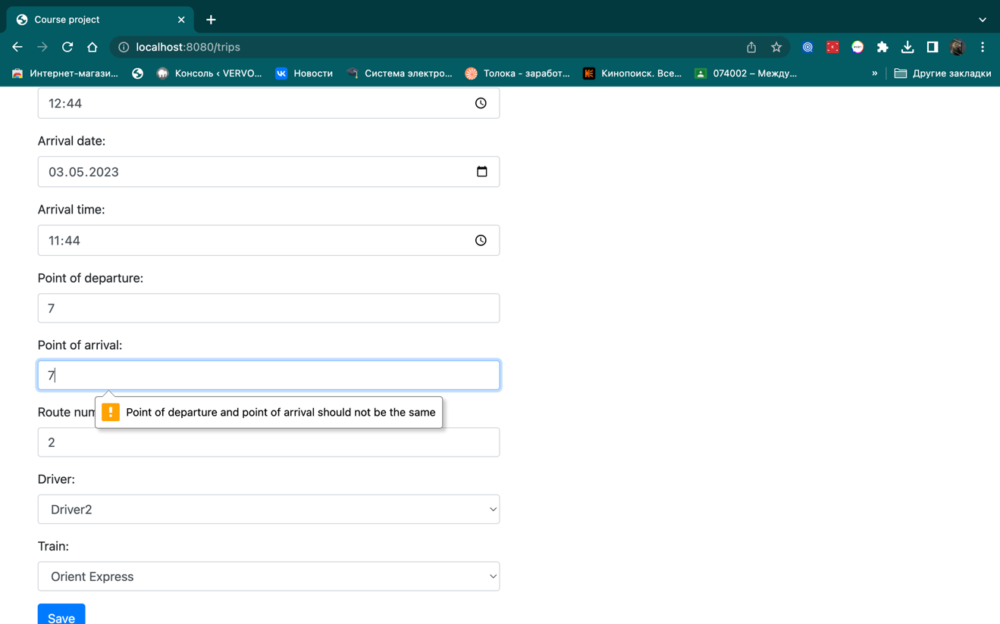 Course project
localhost:8080/trips
Интернет-магази...
Консоль ‹ VERVO...
Новости
Система электро...
Толока - заработ...
Кинопоиск. Все...
074002 – Между...
»
Другие закладки
12:44
Arrival date:
03.05.2023
Arrival time:
11:44
Point of departure:
7
Point of arrival:
7
Point of departure and point of arrival should not be the same
Route num
2
Driver:
Driver2
Train:
Orient Express
Save